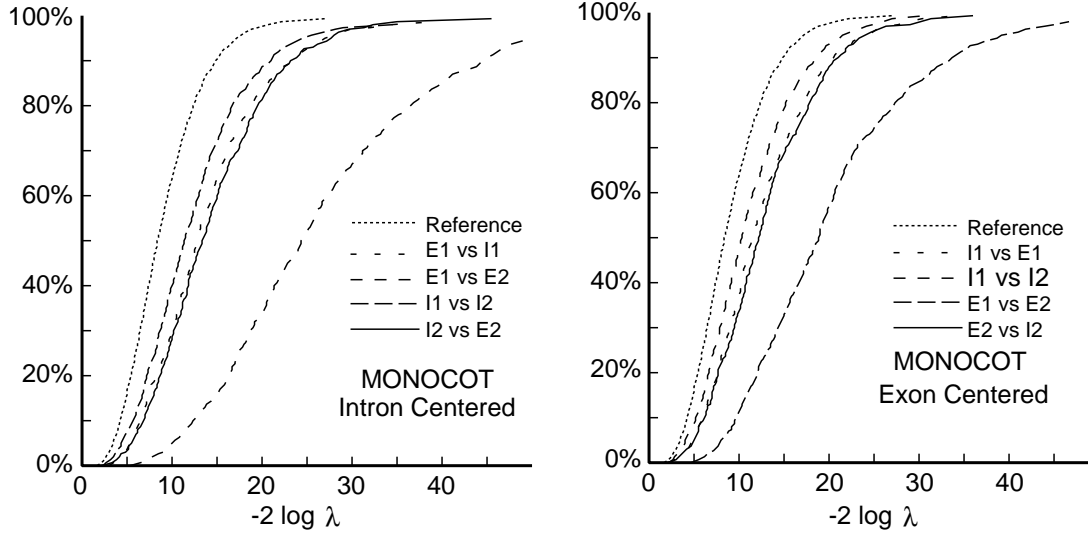 100%
80%
60%
40%
20%
0%
0
10
20
30
40
-2 log λ
Reference
E1 vs I1
E1 vs E2
I1 vs I2
I2 vs E2
MONOCOT
Intron Centered
100%
80%
60%
40%
20%
0%
0
10
20
30
40
-2 log λ
Reference
I1 vs E1
I1 vs I2
E1 vs E2
E2 vs I2
MONOCOT
Exon Centered